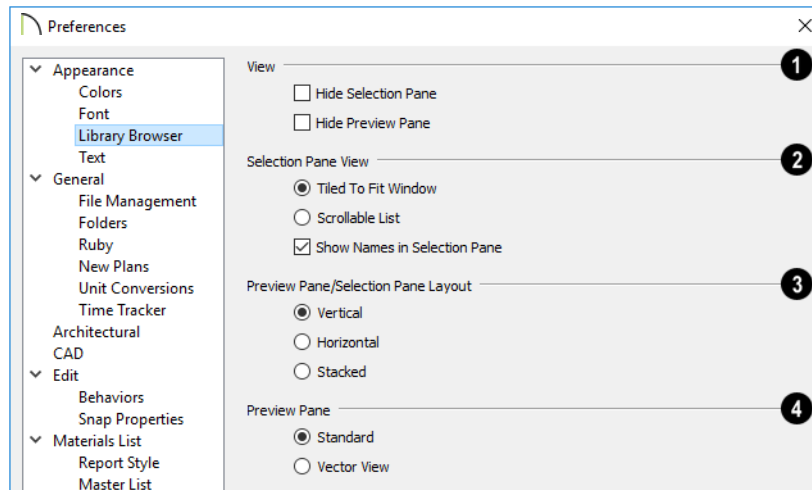 Preferences
Appearance
Colors
Font
Library Browser
Text
General
File Management
Folders
Ruby
New Plans
Unit Conversions
Time Tracker
Architectural
CAD
Edit
Behaviors
Snap Properties
Materials List
Report Style
Master List
View
1
Hide Selection Pane
Hide Preview Pane
Selection Pane View
2
Tiled To Fit Window
Scrollable List
Show Names in Selection Pane
Preview Pane/Selection Pane Layout
3
Vertical
Horizontal
Stacked
Preview Pane
4
Standard
Vector View